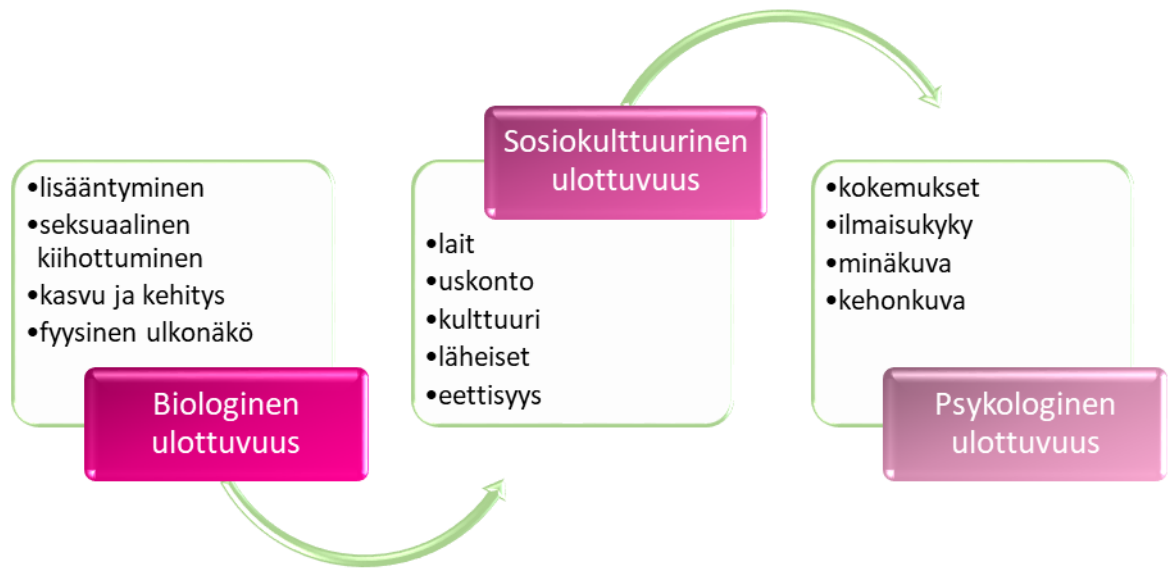 •lisääntyminen
•seksuaalinen
kiihottuminen
•kasvu ja kehitys
•fyysinen ulkonäkö
Biologinen
ulottuvuus
Sosiokulttuurinen
ulottuvuus
•lait
•uskonto
•kulttuuri
•läheiset
•eettisyys
•kokemukset
•ilmaisukyky
•minäkuva
•kehonkuva
Psykologinen
ulottuvuus